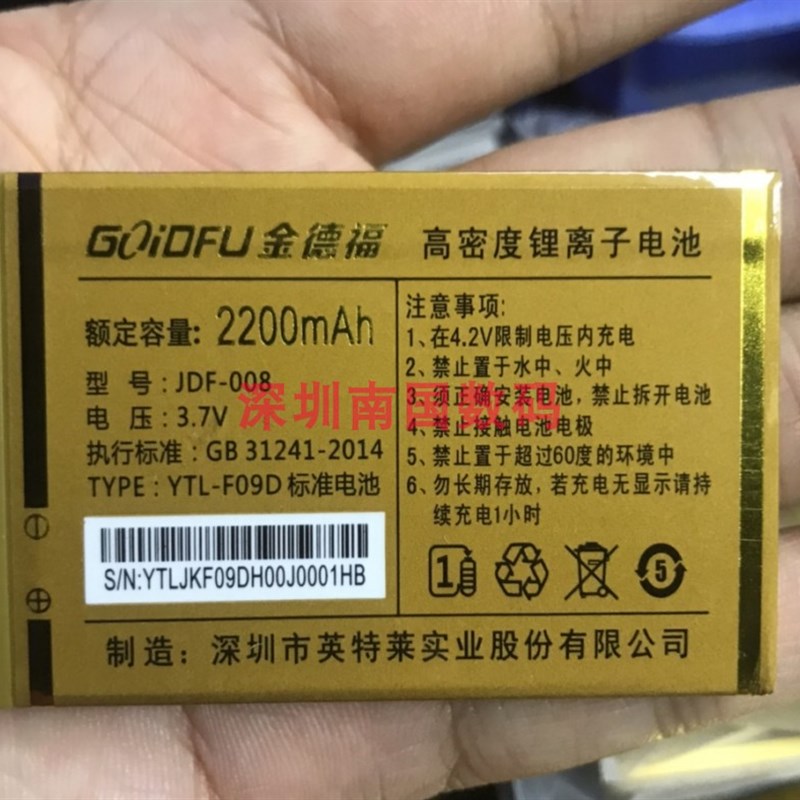 GOiDFU 金德福 高密度锂离子电池
额定容量: 2200mAh
型 号: JDF-008
电 压: 3.7V
执行标准: GB 31241-2014
TYPE: YTL-F09D 标准电池
S/N:YTLJKF09DH00J0001HB
注意事项:
1、在4.2V限制电压内充电
2、禁止置于水中、火中
3、须正确安装电池, 禁止拆开电池
4、禁止接触电池电极
5、禁止置于超过60度的环境中
6、勿长期存放, 若充电无显示请持
续充电1小时
1
5
制造: 深圳市英特莱实业股份有限公司
深圳南国数码